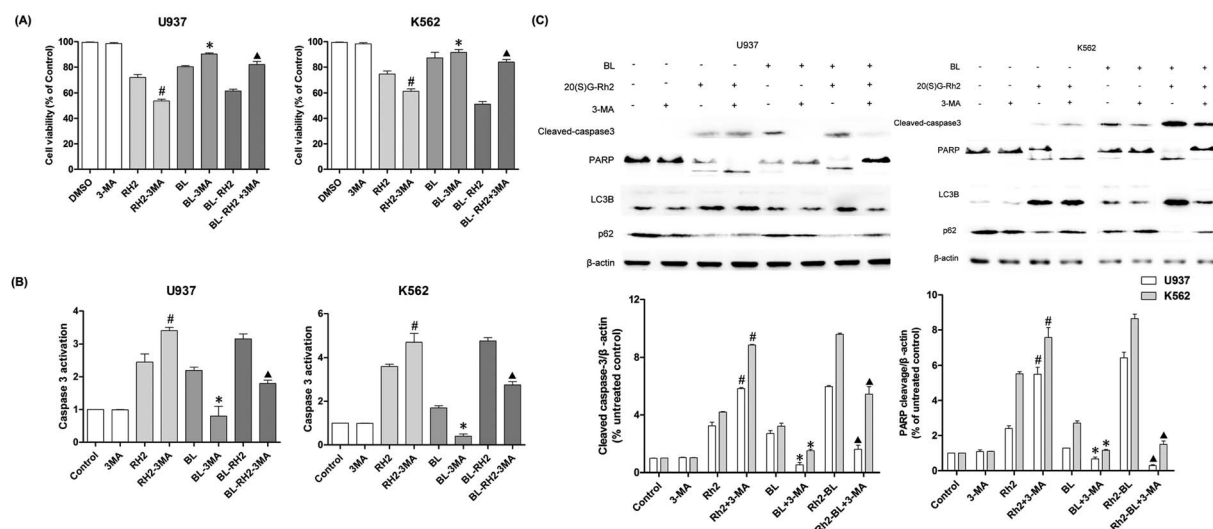 (A)
U937
Cell viability (% of Control)
100
80
60
40
20
0
#
*
▲
DMSO
3-MA
RH2
RH2-3MA
BL
BL-3MA
BL- RH2
BL- RH2 +3MA
K562
Cell viability (% of Control)
100
80
60
40
20
0
#
*
▲
DMSO
3MA
RH2
RH2-3MA
BL
BL-3MA
BL- RH2
BL- RH2+3MA
(B)
U937
Caspase 3 activation
4
3
2
1
0
#
*
▲
Control
3MA
RH2
RH2-3MA
BL
BL-3MA
BL-RH2
BL-RH2-3MA
K562
Caspase 3 activation
6
4
2
0
#
*
▲
Control
3MA
RH2
RH2-3MA
BL
BL-3MA
BL-RH2
BL-RH2-3MA
(C)
U937
BL - - - - + + + +
20(S)G-Rh2 - - + + - - + +
3-MA - + - + - + - +
Cleaved-caspase3
PARP
LC3B
p62
β-actin
K562
BL - - - - + + + +
20(S)G-Rh2 - - + + - - + +
3-MA - + - + - + - +
Cleaved-caspase3
PARP
LC3B
p62
β-actin
Cleaved caspase-3/β -actin
(% untreated control)
10
8
6
4
2
0
# #
* *
▲ ▲
Control
3-MA
Rh2
Rh2+3-MA
BL
BL+3-MA
Rh2-BL
Rh2-BL+3-MA
U937
K562
PARP cleavage/β -actin
(% of untreated control)
10
8
6
4
2
0
# #
* *
▲ ▲
Control
3-MA
Rh2
Rh2+3-MA
BL
BL+3-MA
Rh2-BL
Rh2-BL+3-MA